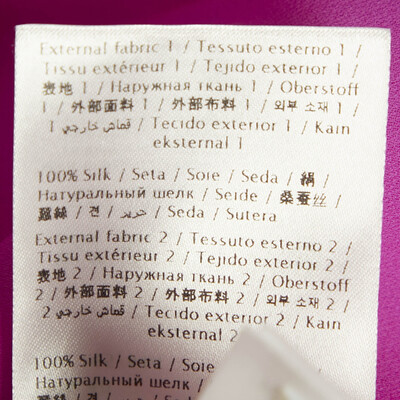 External fabric 1 / Tessuto esterno 1 /
Tissu extérieur 1 / Tejido exterior 1 /
表地 1 / Наружная ткань 1 / Oberstoff
1 / 外部面料 1 / 外部布料 1 / 외부 소재 1 /
1 قماش خارجي / Tecido exterior 1 / Kain
eksternal 1
100% Silk / Seta / Soie / Seda / 絹 /
Натуральный шелк / Seide / 桑蚕丝 /
蠶絲 / 견 / حرير / Seda / Sutera
External fabric 2 / Tessuto esterno 2 /
Tissu extérieur 2 / Tejido exterior 2 /
表地 2 / Наружная ткань 2 / Oberstoff
2 / 外部面料 2 / 外部布料 2 / 외부 소재 2 /
2 قماش خارجي / Tecido exterior 2 / Kain
eksternal 2
100% Silk / Seta / Soie
Натуральный шелк /
蠶絲 / 견 /